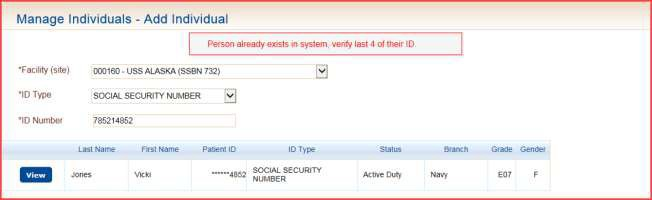 Manage Individuals - Add Individual
Person already exists in system, verify last 4 of their ID.
*Facility (site) 000160 - USS ALASKA (SSBN 732)
*ID Type SOCIAL SECURITY NUMBER
*ID Number 785214852
Last Name First Name Patient ID ID Type Status Branch Grade Gender
View Jones Vicki ******4852 SOCIAL SECURITY NUMBER Active Duty Navy E07 F